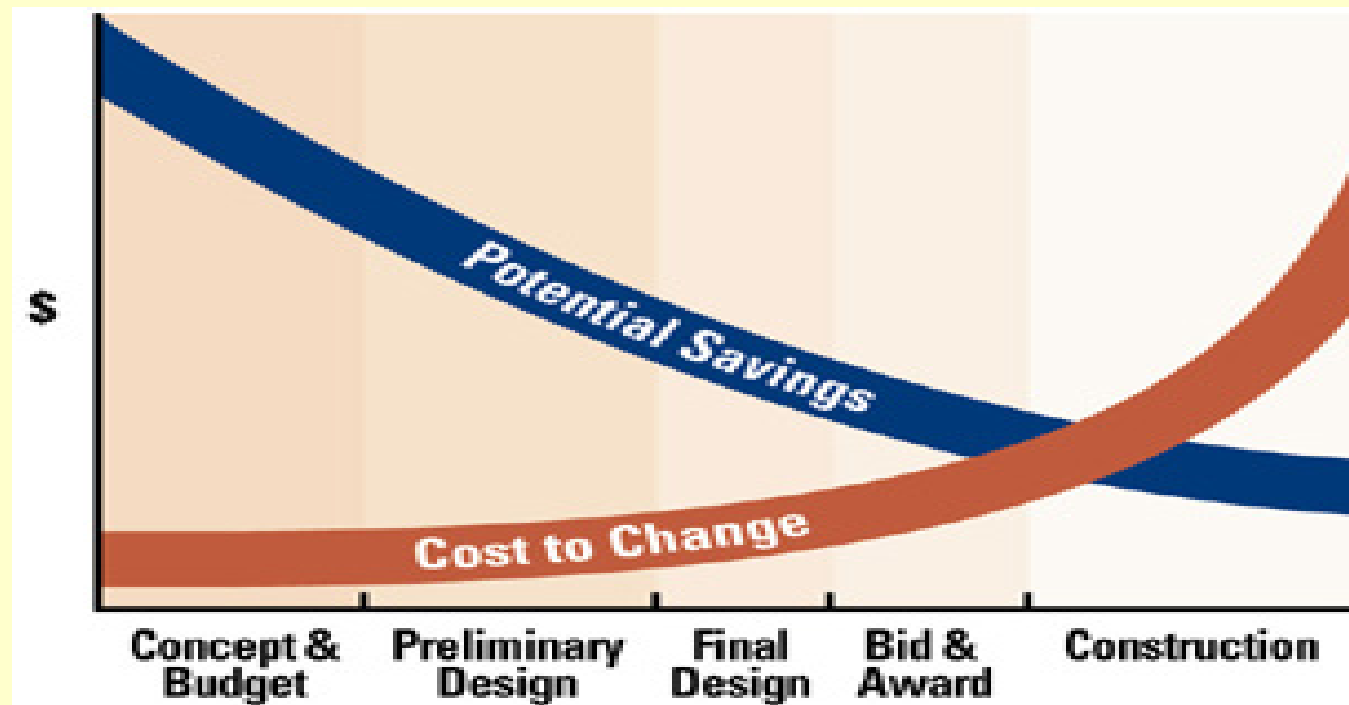 $
Potential Savings
Cost to Change
Concept &
Budget
Preliminary
Design
Final
Design
Bid &
Award
Construction